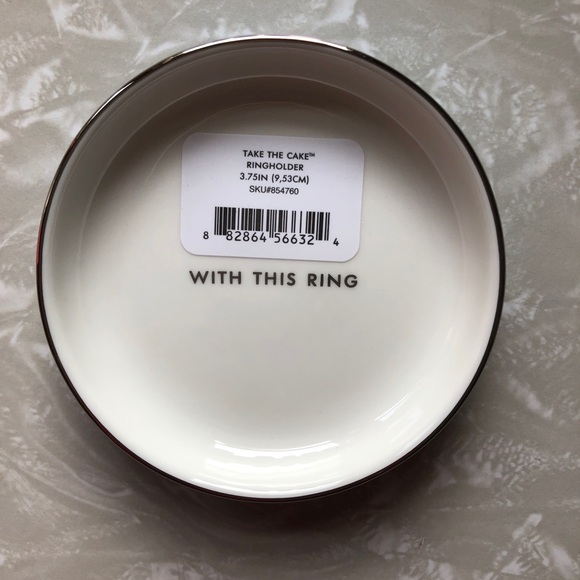 TAKE THE CAKE™
RINGHOLDER
3.75IN (9,53CM)
SKU#854760
8 82864 56632 4
WITH THIS RING